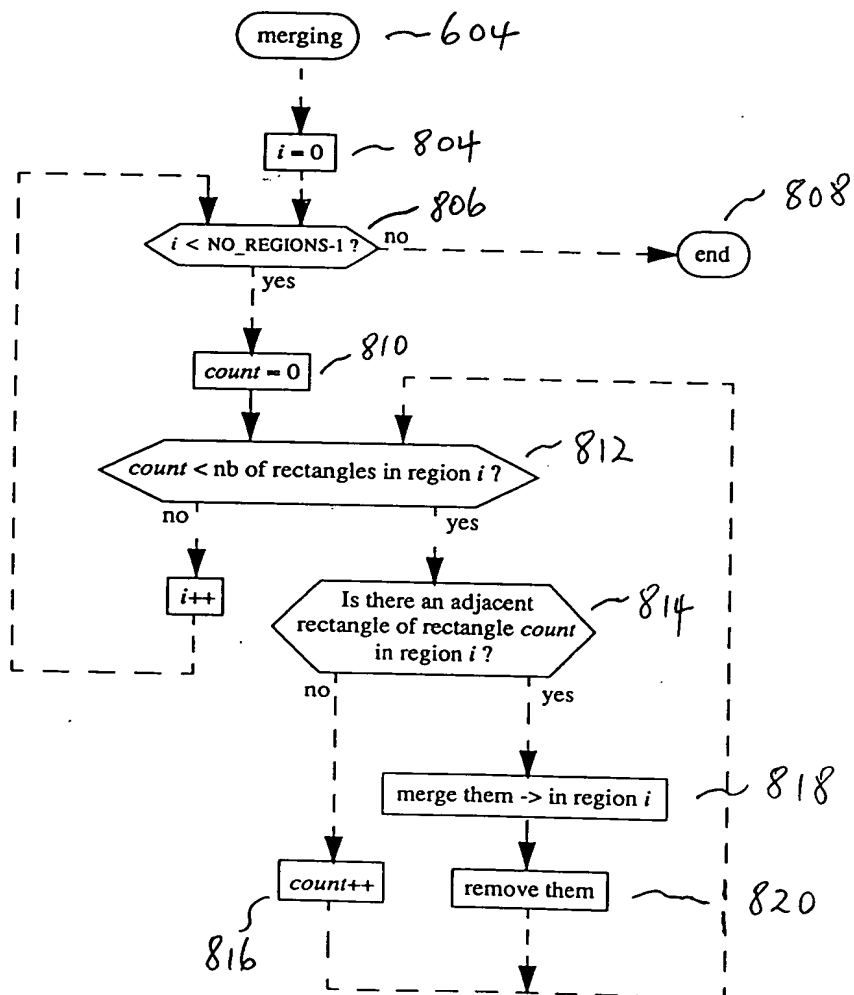 merging 604
i = 0 804
806
i < NO_REGIONS-1 ? no
yes
808
end
count = 0 810
count < nb of rectangles in region i ? 812
no yes
i++
Is there an adjacent
rectangle of rectangle count
in region i ?
814
no yes
merge them -> in region i 818
count++ remove them 820
816